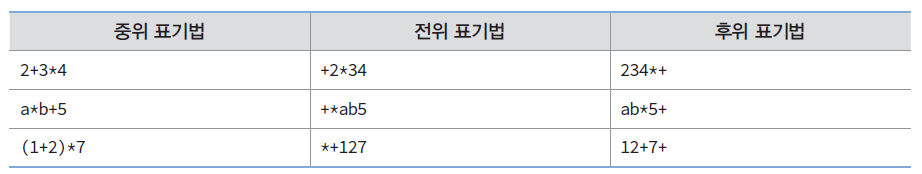 중위 표기법 전위 표기법 후위 표기법
2+3*4 +2*34 234*+
a*b+5 +*ab5 ab*5+
(1+2)*7 *+127 12+7+